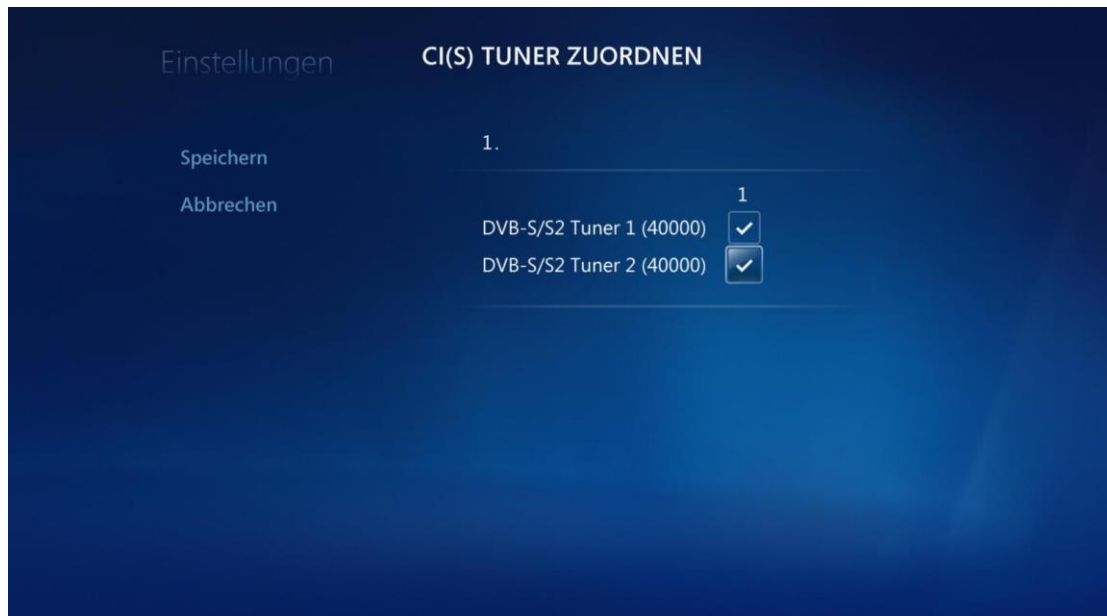 Einstellungen
CI(S) TUNER ZUORDNEN
Speichern
Abbrechen
1.
1
DVB-S/S2 Tuner 1 (40000)
DVB-S/S2 Tuner 2 (40000)